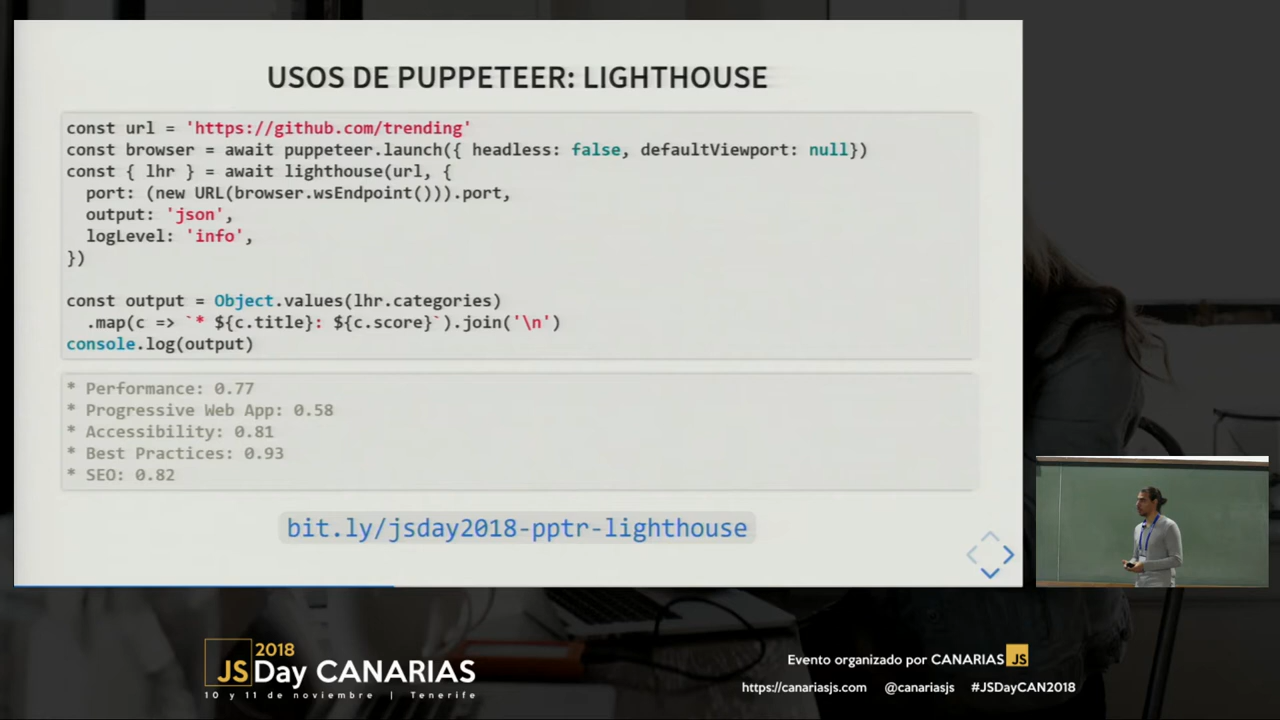 USOS DE PUPPETEER: LIGHTHOUSE
const url = 'https://github.com/trending'
const browser = await puppeteer.launch({ headless: false, defaultViewport: null})
const { lhr } = await lighthouse(url, {
  port: (new URL(browser.wsEndpoint())).port,
  output: 'json',
  logLevel: 'info',
})
const output = Object.values(lhr.categories)
  .map(c => `* ${c.title}: ${c.score}`).join('\n')
console.log(output)
* Performance: 0.77
* Progressive Web App: 0.58
* Accessibility: 0.81
* Best Practices: 0.93
* SEO: 0.82
bit.ly/jsday2018-pptr-lighthouse
2018
JSDay CANARIAS
10 y 11 de noviembre | Tenerife
Evento organizado por CANARIAS JS
https://canariasjs.com @canariasjs #JSDayCAN2018